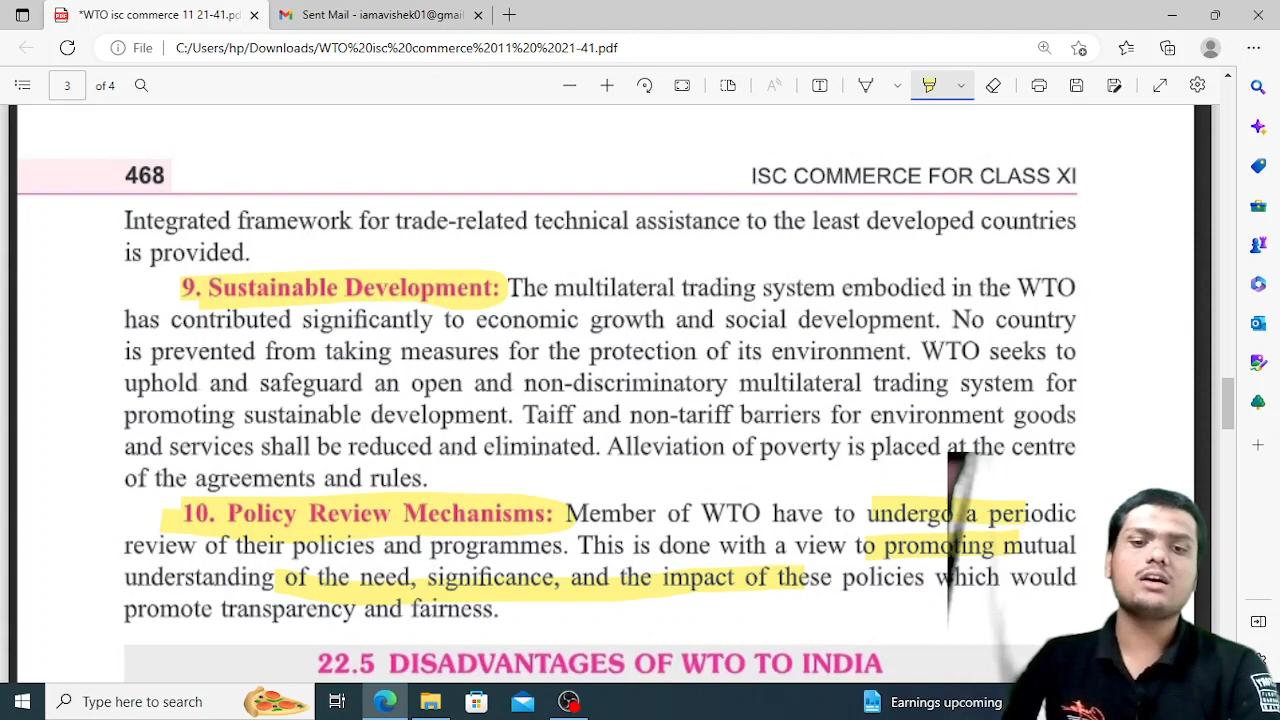 *WTO isc commerce 11 21-41.pd
Sent Mail - iamavishek01@gmail
File
C:/Users/hp/Downloads/WTO%20isc%20commerce%2011%20%2021-41.pdf
3 of 4
468
ISC COMMERCE FOR CLASS XI
Integrated framework for trade-related technical assistance to the least developed countries
is provided.
9. Sustainable Development: The multilateral trading system embodied in the WTO
has contributed significantly to economic growth and social development. No country
is prevented from taking measures for the protection of its environment. WTO seeks to
uphold and safeguard an open and non-discriminatory multilateral trading system for
promoting sustainable development. Taiff and non-tariff barriers for environment goods
and services shall be reduced and eliminated. Alleviation of poverty is placed at the centre
of the agreements and rules.
10. Policy Review Mechanisms: Member of WTO have to undergo a periodic
review of their policies and programmes. This is done with a view to promoting mutual
understanding of the need, significance, and the impact of these policies which would
promote transparency and fairness.
22.5 DISADVANTAGES OF WTO TO INDIA
Type here to search
Earnings upcoming